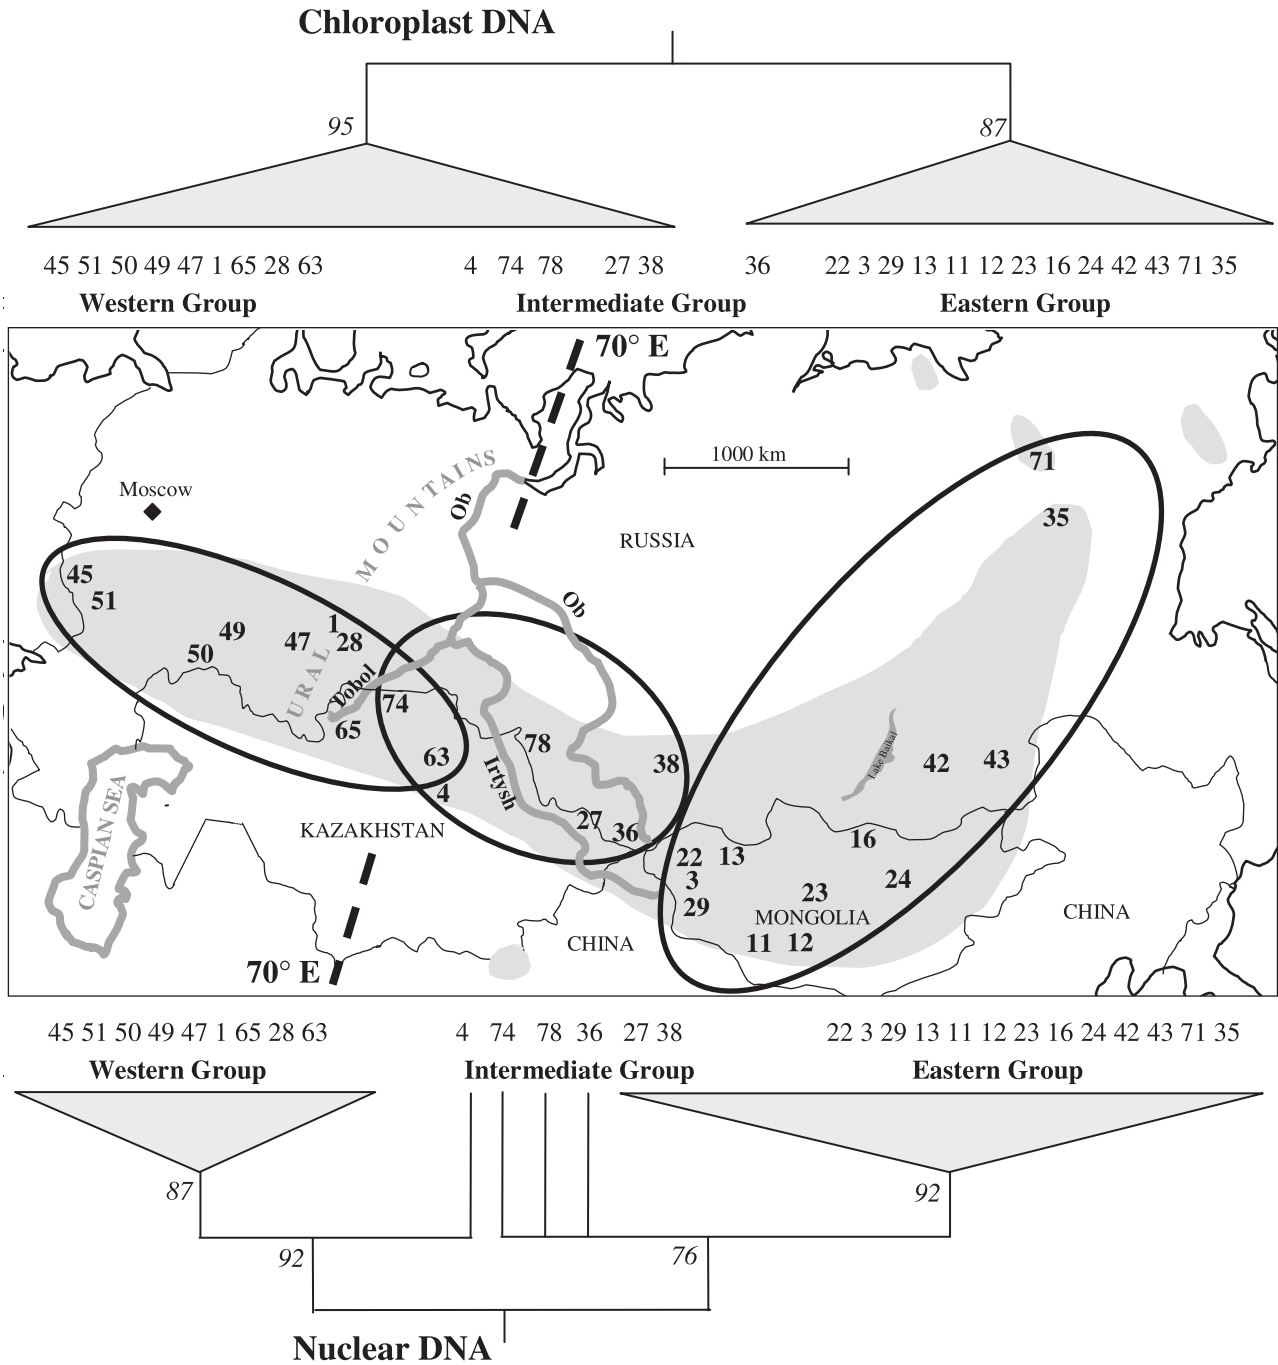 Chloroplast DNA
95
87
45 51 50 49 47 1 65 28 63
4 74 78 27 38
36
22 3 29 13 11 12 23 16 24 42 43 71 35
Western Group
Intermediate Group
Eastern Group
70° E
MOUNTAINS
Ob
1000 km
71
Moscow
35
RUSSIA
45
51
Ob
1
49
47
28
50
URAL
Tobol
74
65
78
63
38
Lake Baikal
42
43
Irtysh
4
CASPIAN SEA
27
36
KAZAKHSTAN
16
22
13
3
24
23
29
MONGOLIA
CHINA
11
12
CHINA
70° E
45 51 50 49 47 1 65 28 63
4 74 78 36 27 38
22 3 29 13 11 12 23 16 24 42 43 71 35
Western Group
Intermediate Group
Eastern Group
87
92
92
76
Nuclear DNA